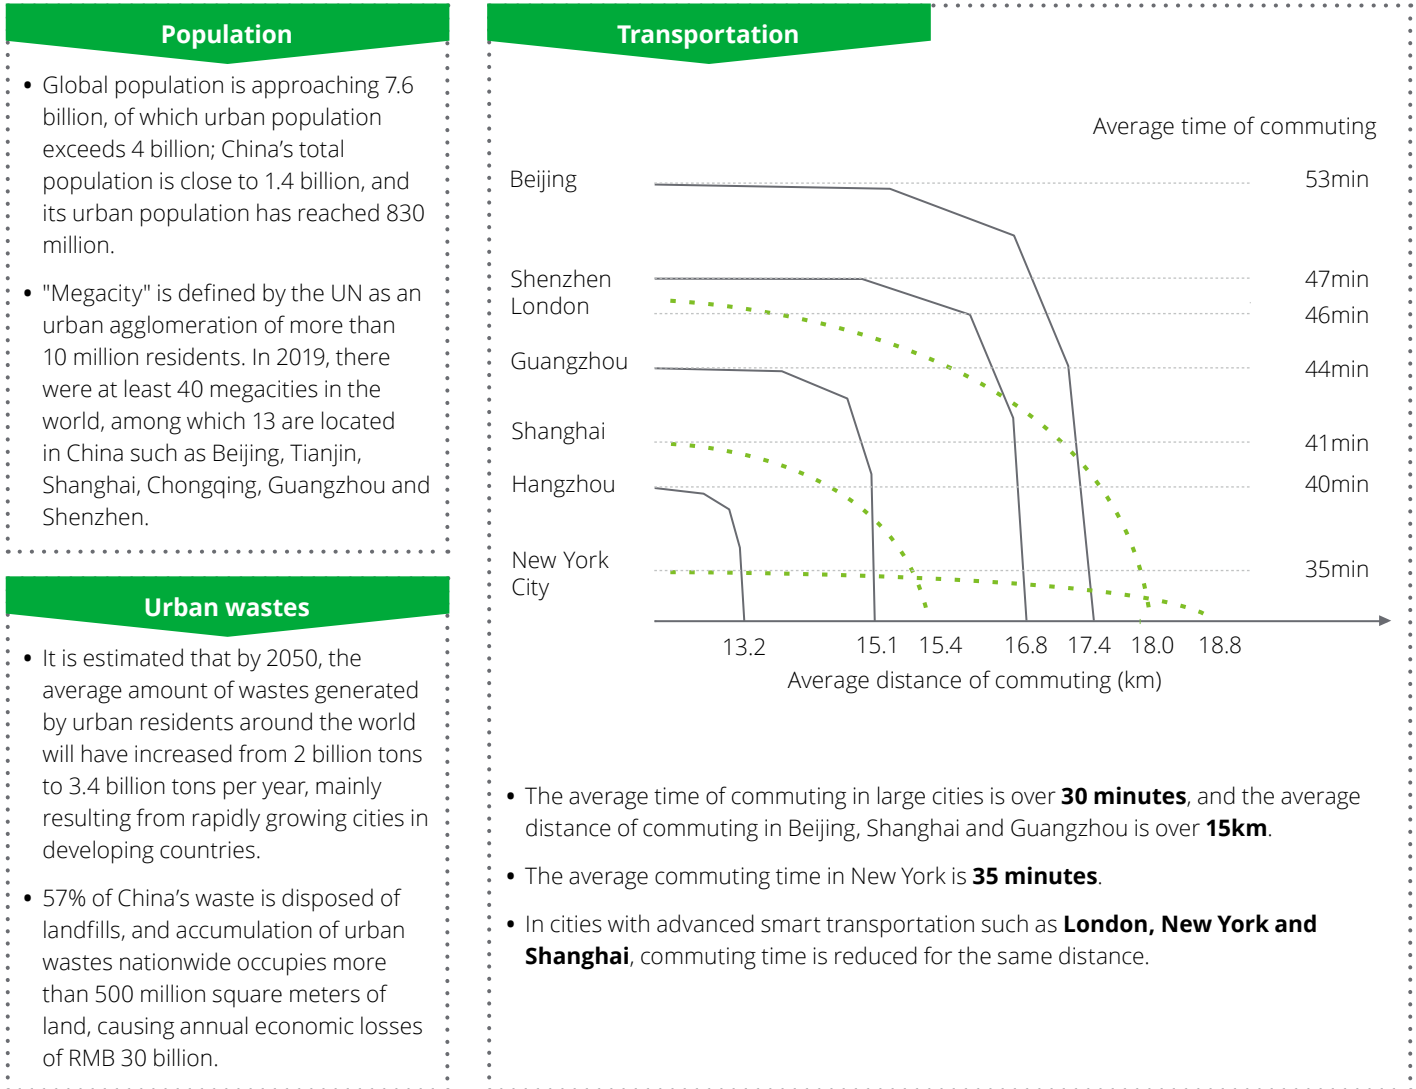 Population
• Global population is approaching 7.6
billion, of which urban population
exceeds 4 billion; China’s total
population is close to 1.4 billion, and
its urban population has reached 830
million.
• "Megacity" is defined by the UN as an
urban agglomeration of more than
10 million residents. In 2019, there
were at least 40 megacities in the
world, among which 13 are located
in China such as Beijing, Tianjin,
Shanghai, Chongqing, Guangzhou and
Shenzhen.
Urban wastes
• It is estimated that by 2050, the
average amount of wastes generated
by urban residents around the world
will have increased from 2 billion tons
to 3.4 billion tons per year, mainly
resulting from rapidly growing cities in
developing countries.
• 57% of China’s waste is disposed of
landfills, and accumulation of urban
wastes nationwide occupies more
than 500 million square meters of
land, causing annual economic losses
of RMB 30 billion.
Transportation
Average time of commuting
Beijing 53min
Shenzhen 47min
London 46min
Guangzhou 44min
Shanghai 41min
Hangzhou 40min
New York
City 35min
13.2 15.1 15.4 16.8 17.4 18.0 18.8
Average distance of commuting (km)
• The average time of commuting in large cities is over 30 minutes, and the average
distance of commuting in Beijing, Shanghai and Guangzhou is over 15km.
• The average commuting time in New York is 35 minutes.
• In cities with advanced smart transportation such as London, New York and
Shanghai, commuting time is reduced for the same distance.